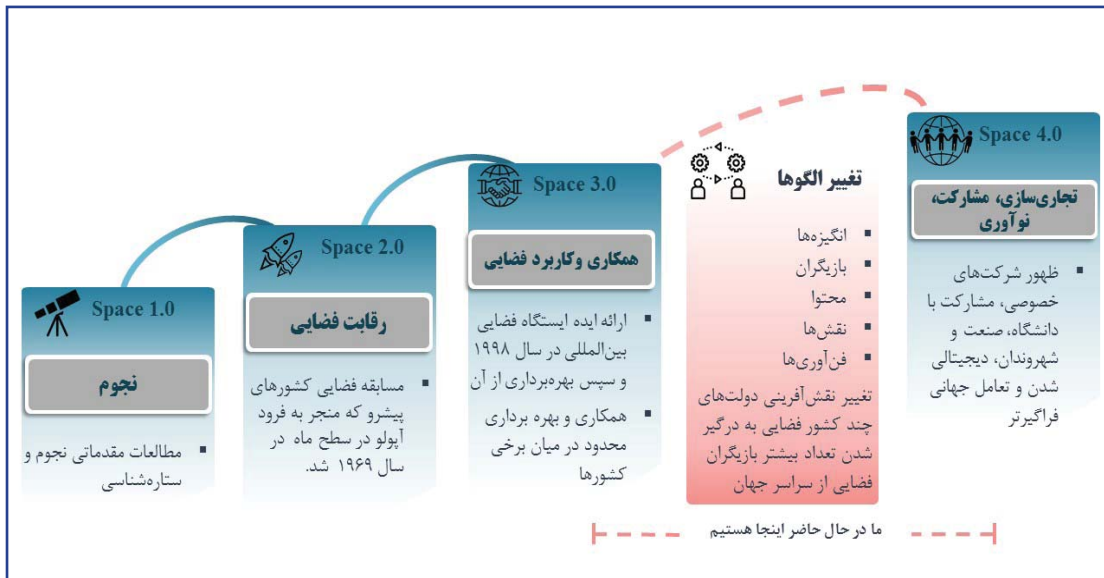 Space 1.0
نجوم
▪ مطالعات مقدماتی نجوم و
ستاره‌شناسی
Space 2.0
رقابت فضایی
▪ مسابقه فضایی کشورهای
پیشرو که منجر به فرود
آپولو در سطح ماه در
سال ۱۹۶۹ شد.
Space 3.0
همکاری وکاربرد فضایی
▪ ارائه ایده ایستگاه فضایی
بین‌المللی در سال ۱۹۹۸
و سپس بهره‌برداری از آن
▪ همکاری و بهره برداری
محدود در میان برخی
کشورها
تغییر الگوها
▪ انگیزه‌ها
▪ بازیگران
▪ محتوا
▪ نقش‌ها
▪ فن‌آوری‌ها
تغییر نقش‌آفرینی دولت‌های
چند کشور فضایی به درگیر
شدن تعداد بیشتر بازیگران
فضایی از سراسر جهان
Space 4.0
تجاری‌سازی، مشارکت،
نوآوری
▪ ظهور شرکت‌های
خصوصی، مشارکت با
دانشگاه، صنعت و
شهروندان، دیجیتالی
شدن و تعامل جهانی
فراگیرتر
ما در حال حاضر اینجا هستیم